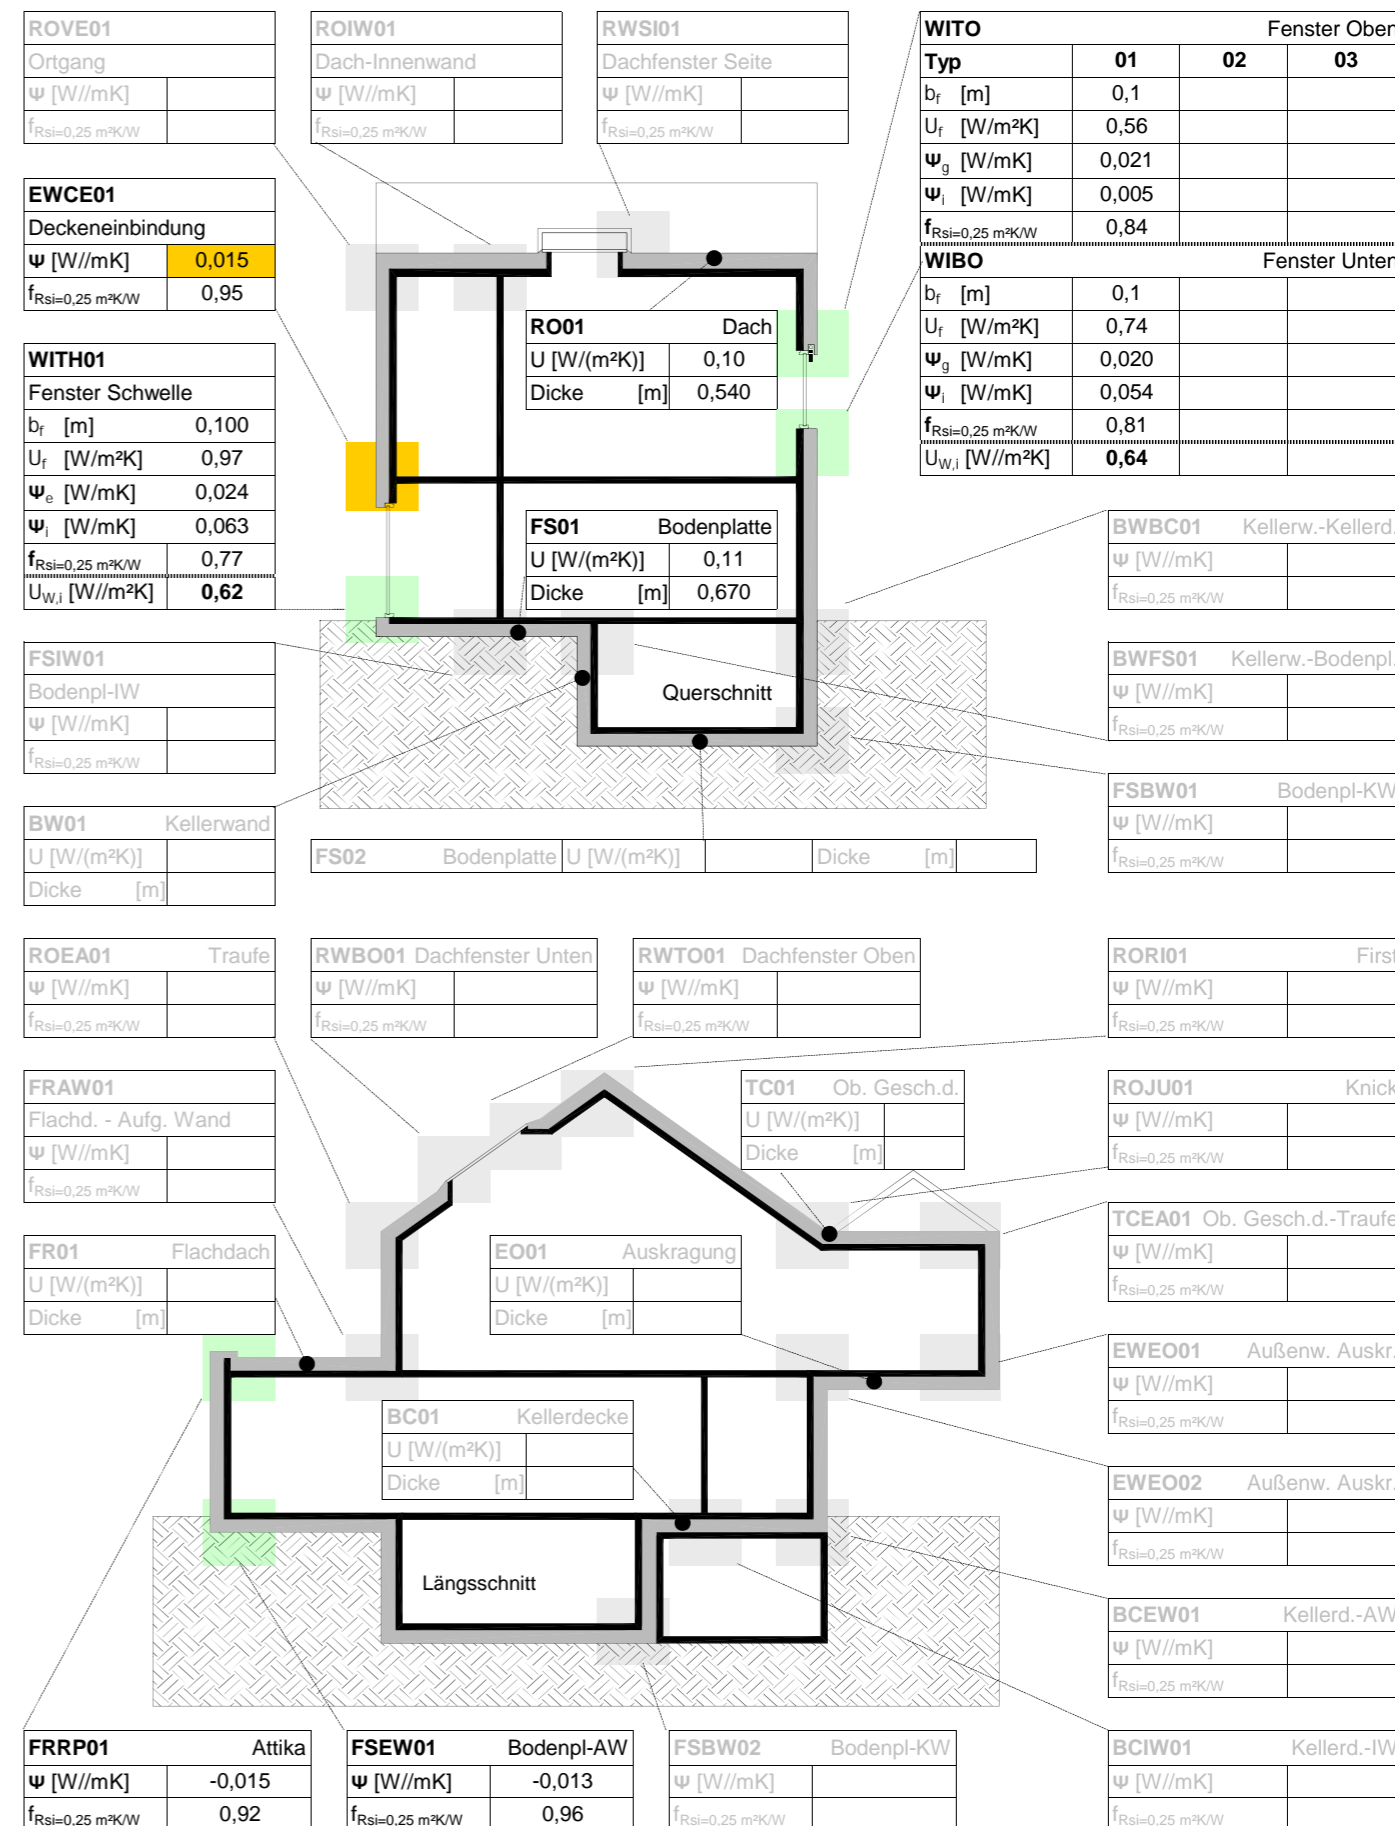 ROVE01
Ortgang
Ψ [W//mK]
fRsi=0,25 m²K/W
ROIW01
Dach-Innenwand
Ψ [W//mK]
fRsi=0,25 m²K/W
RWSI01
Dachfenster Seite
Ψ [W//mK]
fRsi=0,25 m²K/W
WITO Fenster Oben
Typ 01 02 03
bf [m] 0,1
Uf [W/m²K] 0,56
Ψg [W/mK] 0,021
Ψi [W/mK] 0,005
fRsi=0,25 m²K/W 0,84
WIBO Fenster Unten
bf [m] 0,1
Uf [W/m²K] 0,74
Ψg [W/mK] 0,020
Ψi [W/mK] 0,054
fRsi=0,25 m²K/W 0,81
UW,i [W//m²K] 0,64
EWCE01
Deckeneinbindung
Ψ [W//mK] 0,015
fRsi=0,25 m²K/W 0,95
WITH01
Fenster Schwelle
bf [m] 0,100
Uf [W/m²K] 0,97
Ψe [W/mK] 0,024
Ψi [W/mK] 0,063
fRsi=0,25 m²K/W 0,77
UW,i [W//m²K] 0,62
RO01 Dach
U [W/(m²K)] 0,10
Dicke [m] 0,540
FS01 Bodenplatte
U [W/(m²K)] 0,11
Dicke [m] 0,670
BWBC01 Kellerw.-Kellerd.
Ψ [W//mK]
fRsi=0,25 m²K/W
FSIW01
Bodenpl-IW
Ψ [W//mK]
fRsi=0,25 m²K/W
Querschnitt
BWFS01 Kellerw.-Bodenpl.
Ψ [W//mK]
fRsi=0,25 m²K/W
BW01 Kellerwand
U [W/(m²K)]
Dicke [m]
FS02 Bodenplatte U [W/(m²K)] Dicke [m]
FSBW01 Bodenpl-KW
Ψ [W//mK]
fRsi=0,25 m²K/W
ROEA01 Traufe
Ψ [W//mK]
fRsi=0,25 m²K/W
RWBO01 Dachfenster Unten
Ψ [W//mK]
fRsi=0,25 m²K/W
RWTO01 Dachfenster Oben
Ψ [W//mK]
fRsi=0,25 m²K/W
RORI01 First
Ψ [W//mK]
fRsi=0,25 m²K/W
FRAW01
Flachd. - Aufg. Wand
Ψ [W//mK]
fRsi=0,25 m²K/W
TC01 Ob. Gesch.d.
U [W/(m²K)]
Dicke [m]
ROJU01 Knick
Ψ [W//mK]
fRsi=0,25 m²K/W
FR01 Flachdach
U [W/(m²K)]
Dicke [m]
EO01 Auskragung
U [W/(m²K)]
Dicke [m]
TCEA01 Ob. Gesch.d.-Traufe
Ψ [W//mK]
fRsi=0,25 m²K/W
EWEO01 Außenw. Auskr.
Ψ [W//mK]
fRsi=0,25 m²K/W
BC01 Kellerdecke
U [W/(m²K)]
Dicke [m]
EWEO02 Außenw. Auskr.
Ψ [W//mK]
fRsi=0,25 m²K/W
Längsschnitt
BCEW01 Kellerd.-AW
Ψ [W//mK]
fRsi=0,25 m²K/W
FRRP01 Attika
Ψ [W//mK] -0,015
fRsi=0,25 m²K/W 0,92
FSEW01 Bodenpl-AW
Ψ [W//mK] -0,013
fRsi=0,25 m²K/W 0,96
FSBW02 Bodenpl-KW
Ψ [W//mK]
fRsi=0,25 m²K/W
BCIW01 Kellerd.-IW
Ψ [W//mK]
fRsi=0,25 m²K/W